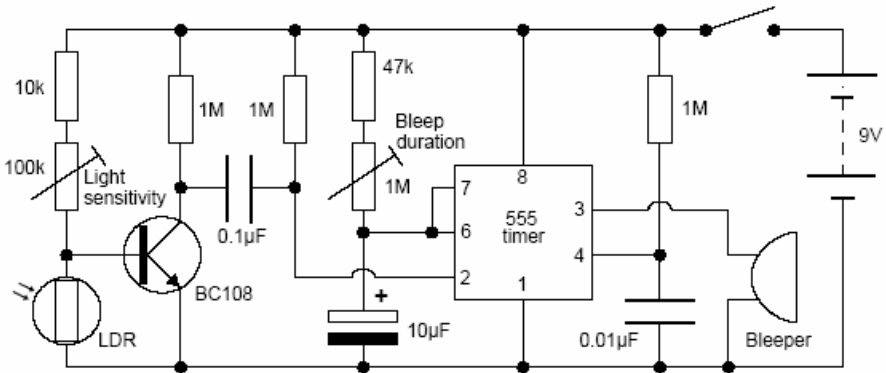 10k
1M
1M
47k
Bleep
duration
1M
1M
9V
100k
Light
sensitivity
0.1µF
7
8
6
555
timer
3
4
2
1
BC108
LDR
+
10µF
0.01µF
Bleeper